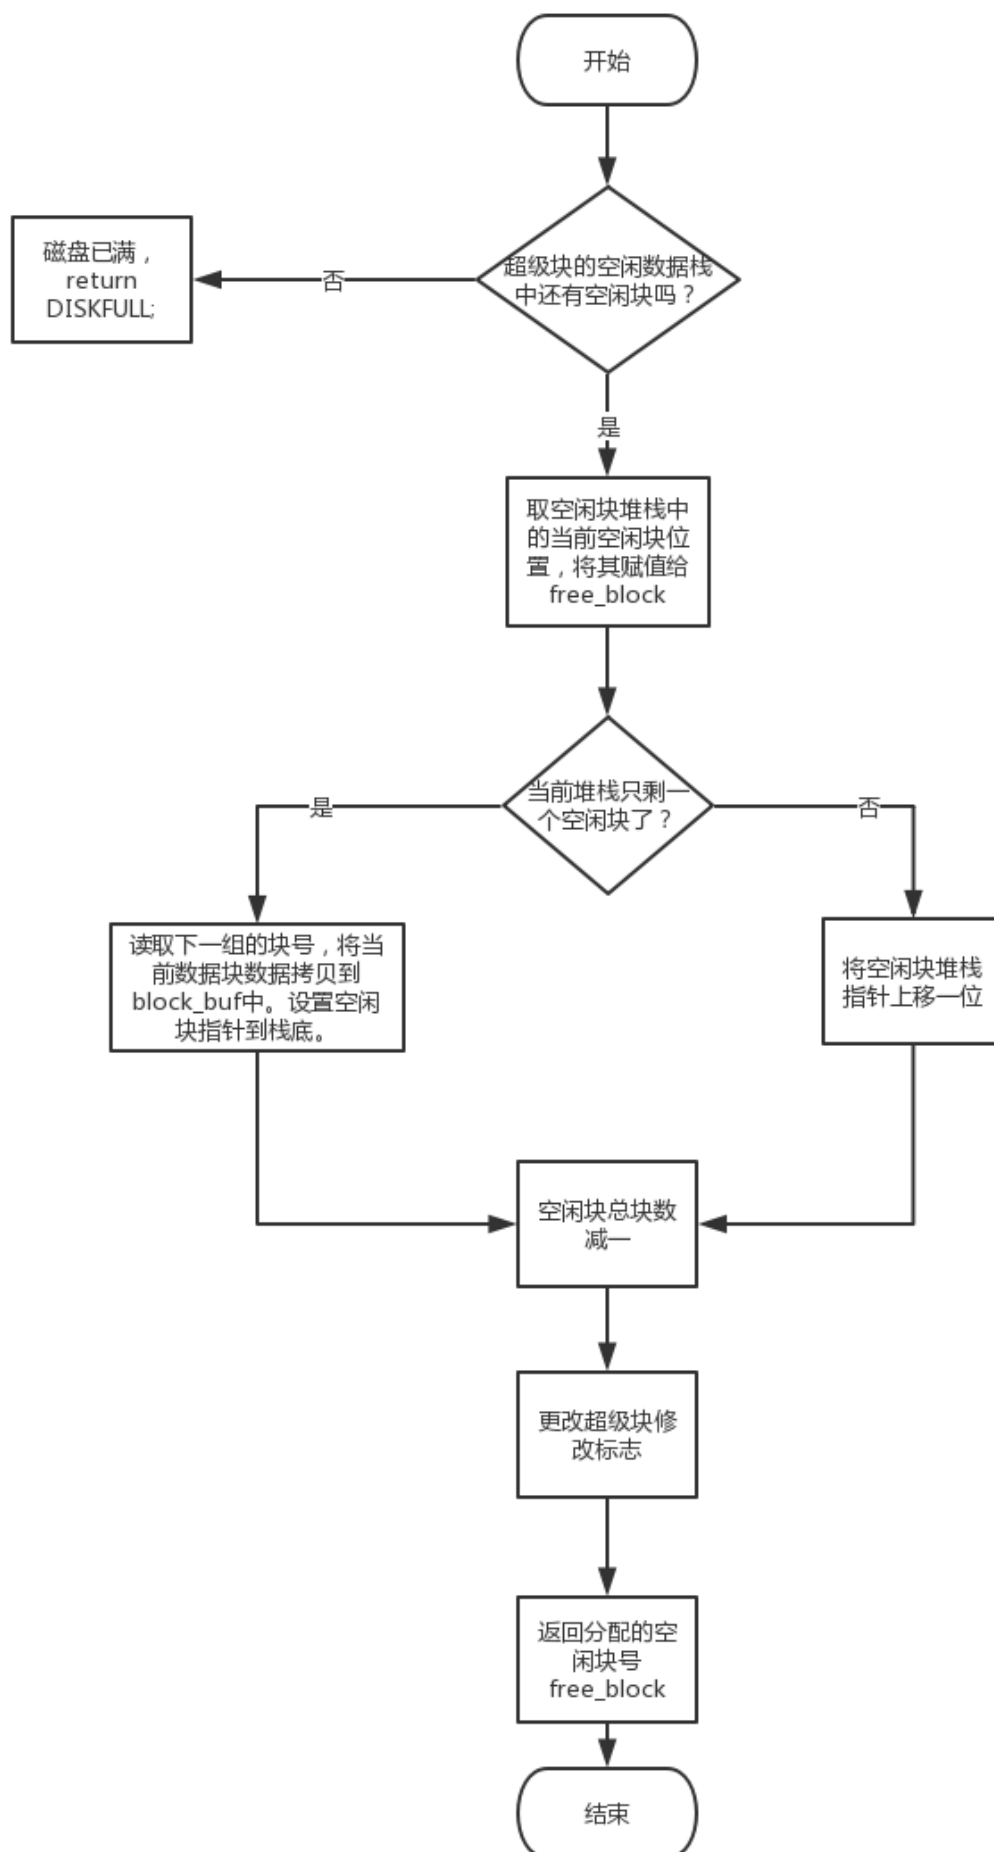 开始
超级块的空闲数据栈
中还有空闲块吗？
否
磁盘已满，
return
DISKFULL;
是
取空闲块堆栈中
的当前空闲块位
置，将其赋值给
free_block
当前堆栈只剩一
个空闲块了？
是
否
读取下一组的块号，将当
前数据块数据拷贝到
block_buf中。设置空闲
块指针到栈底。
将空闲块堆栈
指针上移一位
空闲块总块数
减一
更改超级块修
改标志
返回分配的空
闲块号
free_block
结束